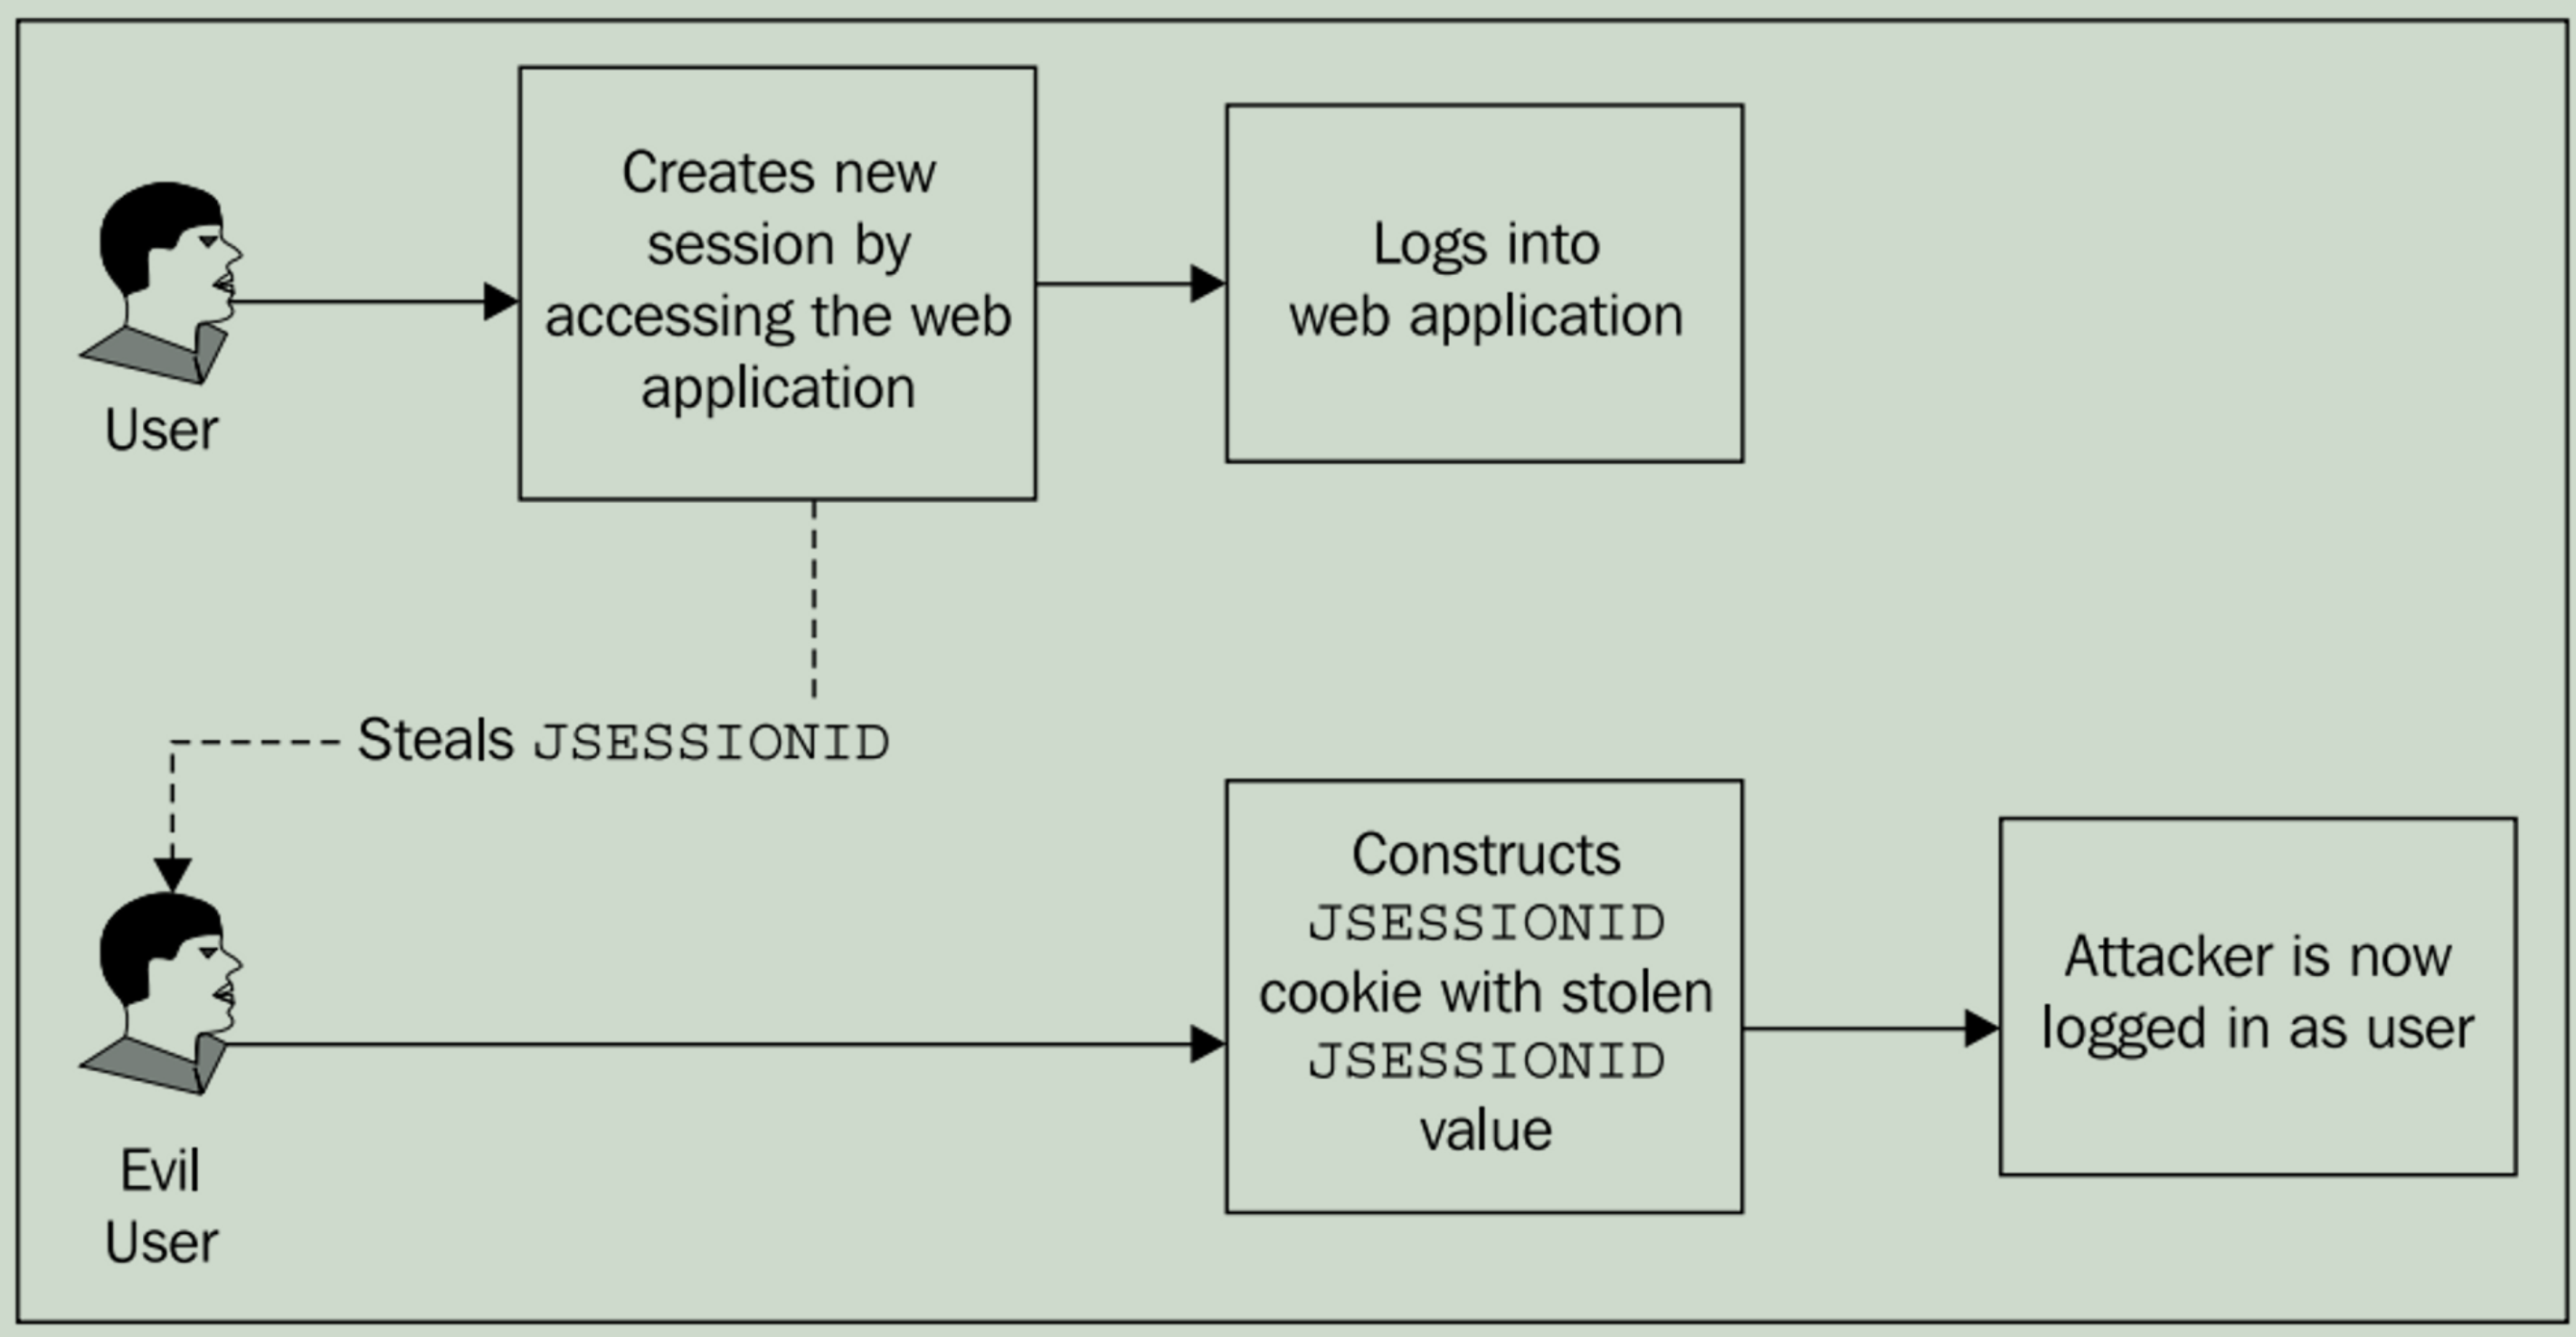 Creates new
session by
accessing the web
application
Logs into
web application
User
Steals JSESSIONID
Constructs
JSESSIONID
cookie with stolen
JSESSIONID
value
Attacker is now
logged in as user
Evil
User